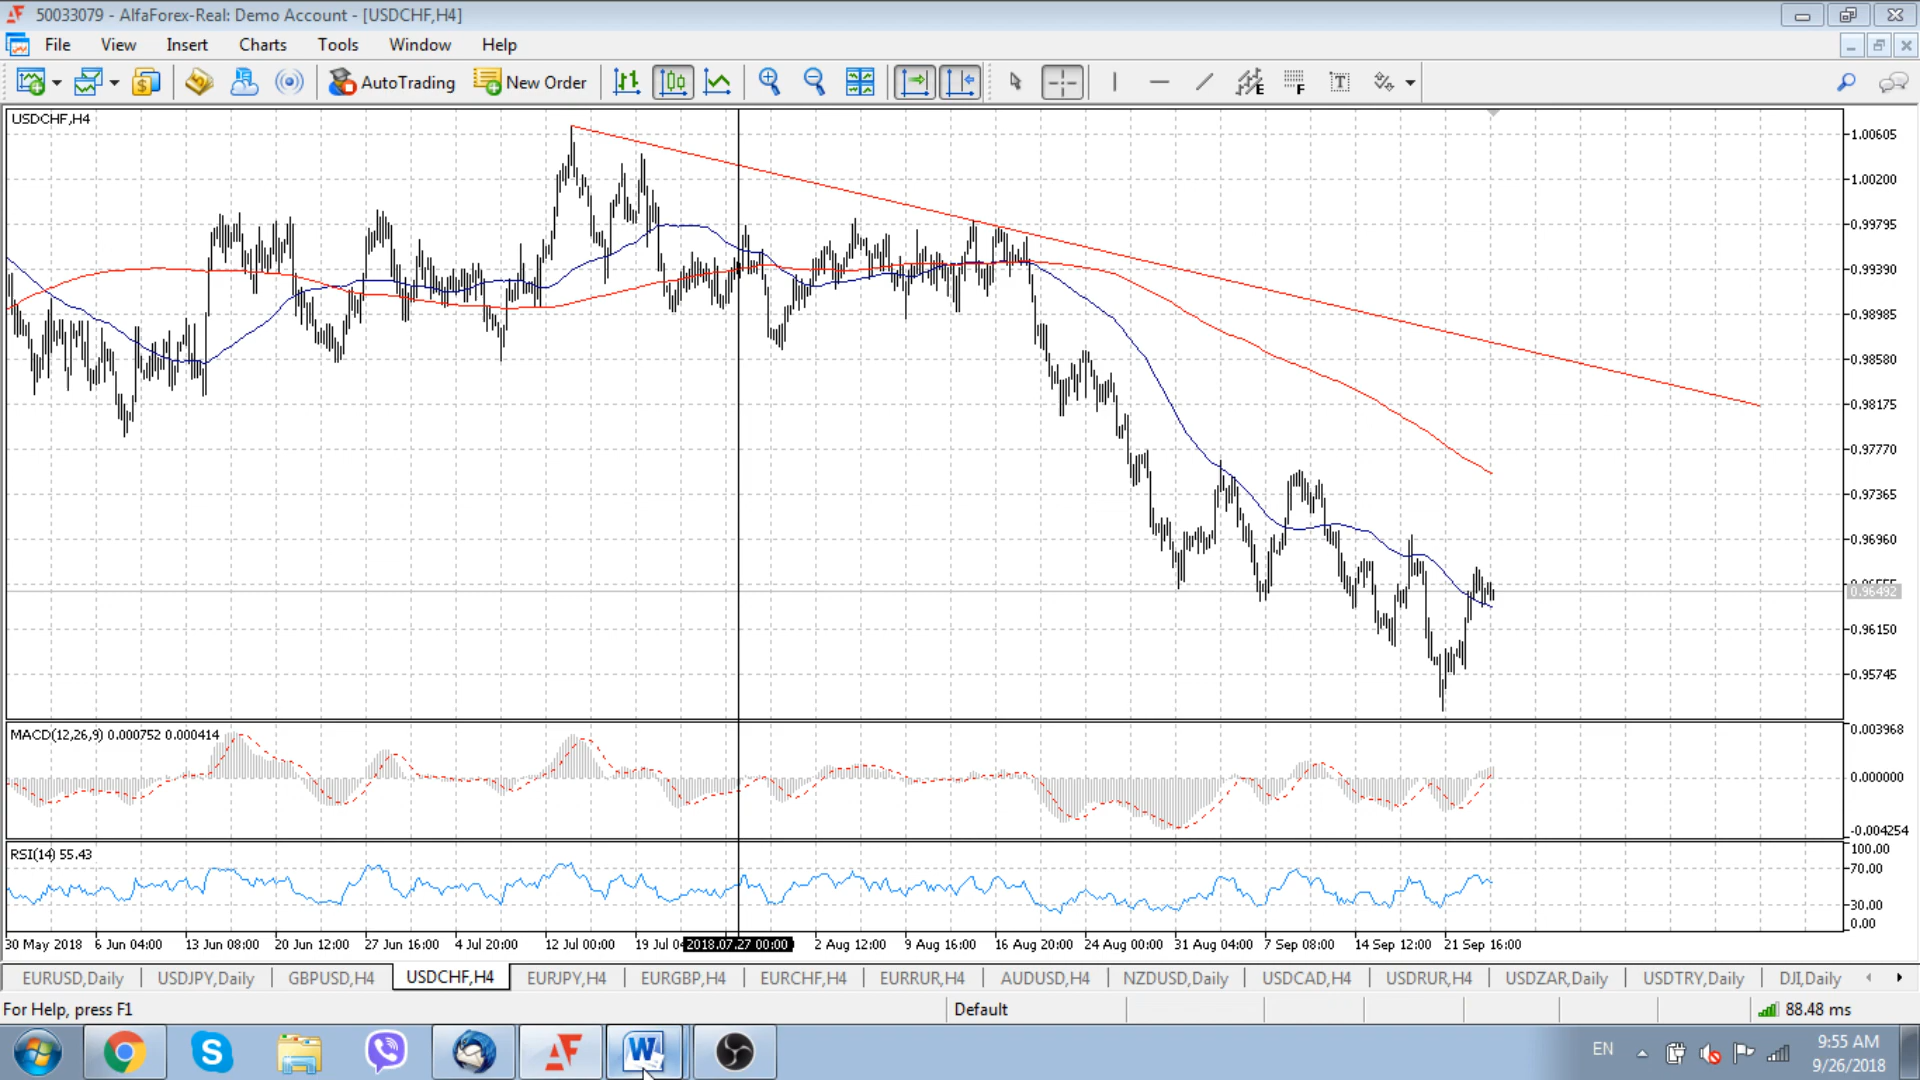 50033079 - AlfaForex-Real: Demo Account - [USDCHF,H4]
File View Insert Charts Tools Window Help
AutoTrading New Order
USDCHF,H4
1.00605
1.00200
0.99795
0.99390
0.98985
0.98580
0.98175
0.97770
0.97365
0.96960
0.96555
0.96492
0.96150
0.95745
MACD(12,26,9) 0.000752 0.000414
0.003968
0.000000
-0.004254
RSI(14) 55.43
100.00
70.00
30.00
0.00
30 May 2018 6 Jun 04:00 13 Jun 08:00 20 Jun 12:00 27 Jun 16:00 4 Jul 20:00 12 Jul 00:00 19 Jul 2018.07.27 00:00 2 Aug 12:00 9 Aug 16:00 16 Aug 20:00 24 Aug 00:00 31 Aug 04:00 7 Sep 08:00 14 Sep 12:00 21 Sep 16:00
EURUSD,Daily USDJPY,Daily GBPUSD,H4 USDCHF,H4 EURJPY,H4 EURGBP,H4 EURCHF,H4 EURRUR,H4 AUDUSD,H4 NZDUSD,Daily USDCAD,H4 USDRUR,H4 USDZAR,Daily USDTRY,Daily DJI,Daily
For Help, press F1 Default 88.48 ms
EN 9:55 AM
9/26/2018